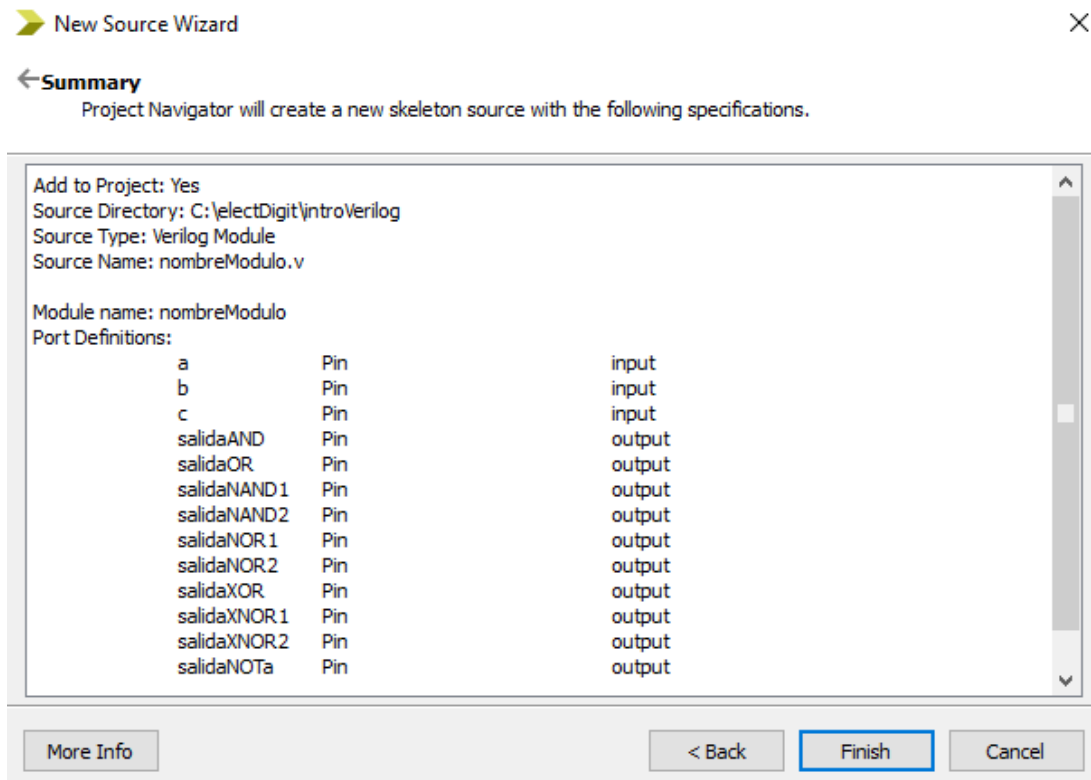 New Source Wizard
Summary
Project Navigator will create a new skeleton source with the following specifications.
Add to Project: Yes
Source Directory: C:\electDigit\introVerilog
Source Type: Verilog Module
Source Name: nombreModulo.v
Module name: nombreModulo
Port Definitions:
a Pin input
b Pin input
c Pin input
salidaAND Pin output
salidaOR Pin output
salidaNAND1 Pin output
salidaNAND2 Pin output
salidaNOR1 Pin output
salidaNOR2 Pin output
salidaXOR Pin output
salidaXNOR1 Pin output
salidaXNOR2 Pin output
salidaNOTa Pin output
More Info < Back Finish Cancel